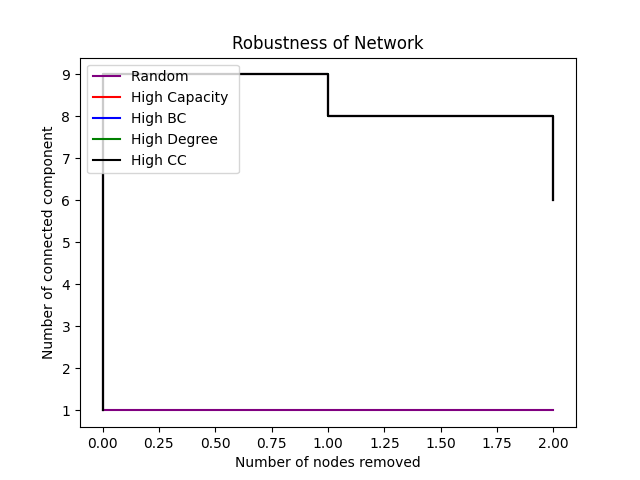 Robustness of Network
Number of connected component
9
8
7
6
5
4
3
2
1
Random
High Capacity
High BC
High Degree
High CC
0.00 0.25 0.50 0.75 1.00 1.25 1.50 1.75 2.00
Number of nodes removed